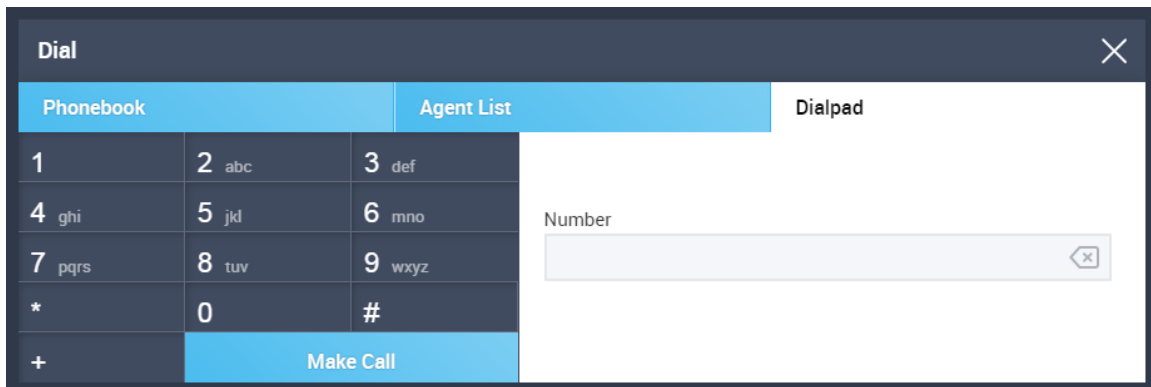 Dial
Phonebook Agent List Dialpad
1 2 abc 3 def
4 ghi 5 jkl 6 mno
Number
7 pqrs 8 tuv 9 wxyz
* 0 #
+ Make Call